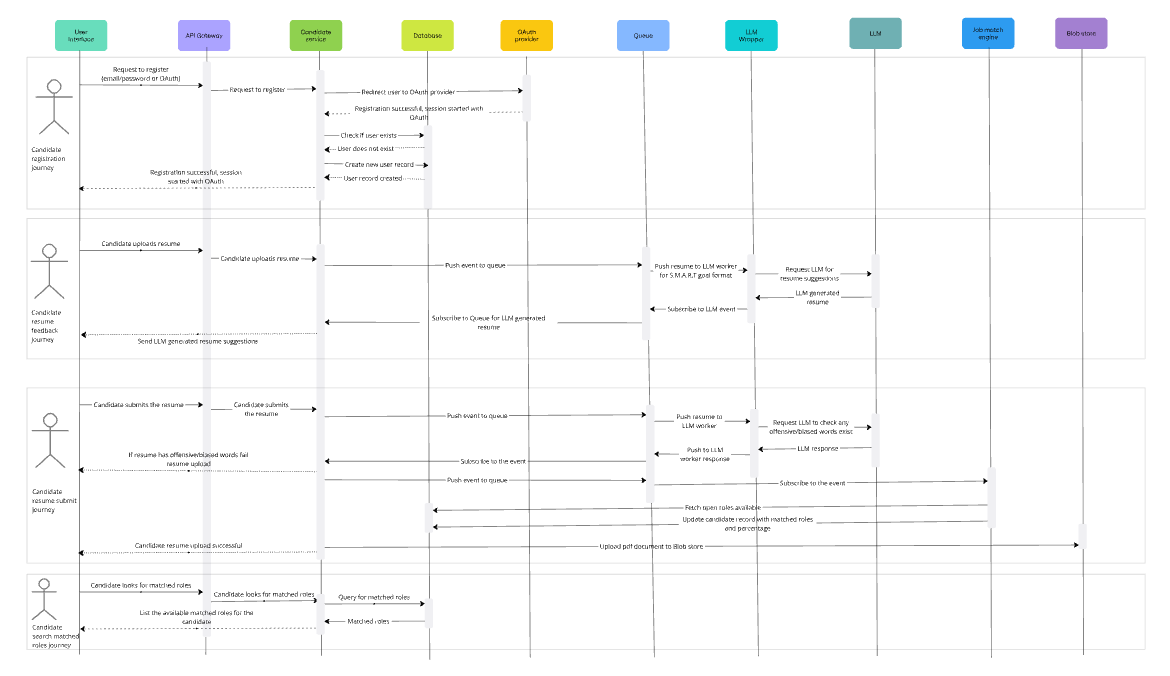 User
Interface
API Gateway
Candidate
service
Database
OAuth
provider
Queue
LLM
Wrapper
LLM
Job match
engine
Blob store
Request to register
(email/password or OAuth)
Request to register
Redirect user to OAuth provider
Registration successful, session started with
OAuth
Check if user exists
User does not exist
Create new user record
User record created
Registration successful, session
started with OAuth
Candidate
registration
journey
Candidate uploads resume
Candidate uploads resume
Push event to queue
Push resume to LLM worker
for S.M.A.R.T goal format
Request LLM for
resume suggestions
LLM generated
resume
Subscribe to LLM event
Subscribe to Queue for LLM generated
resume
Send LLM generated resume suggestions
Candidate
resume
feedback
journey
Candidate submits the resume
Candidate submits
the resume
Push event to queue
Push resume to
LLM worker
Request LLM to check any
offensive/biased words exist
LLM response
Push to LLM
worker response
Subscribe to the event
If resume has offensive/biased words fail
resume upload
Push event to queue
Subscribe to the event
Candidate
resume submit
journey
Fetch open roles available
Update candidate record with matched roles
and percentage
Candidate resume upload successful
Upload pdf document to Blob store
Candidate looks for matched roles
Candidate looks for matched roles
Query for matched roles
List the available matched roles for the
candidate
Matched roles
Candidate
search matched
roles journey